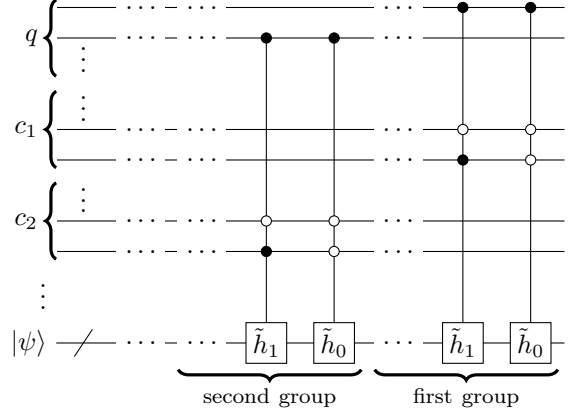 q
c₁
c₂
|ψ⟩
h̃₁ h̃₀ h̃₁ h̃₀
second group first group